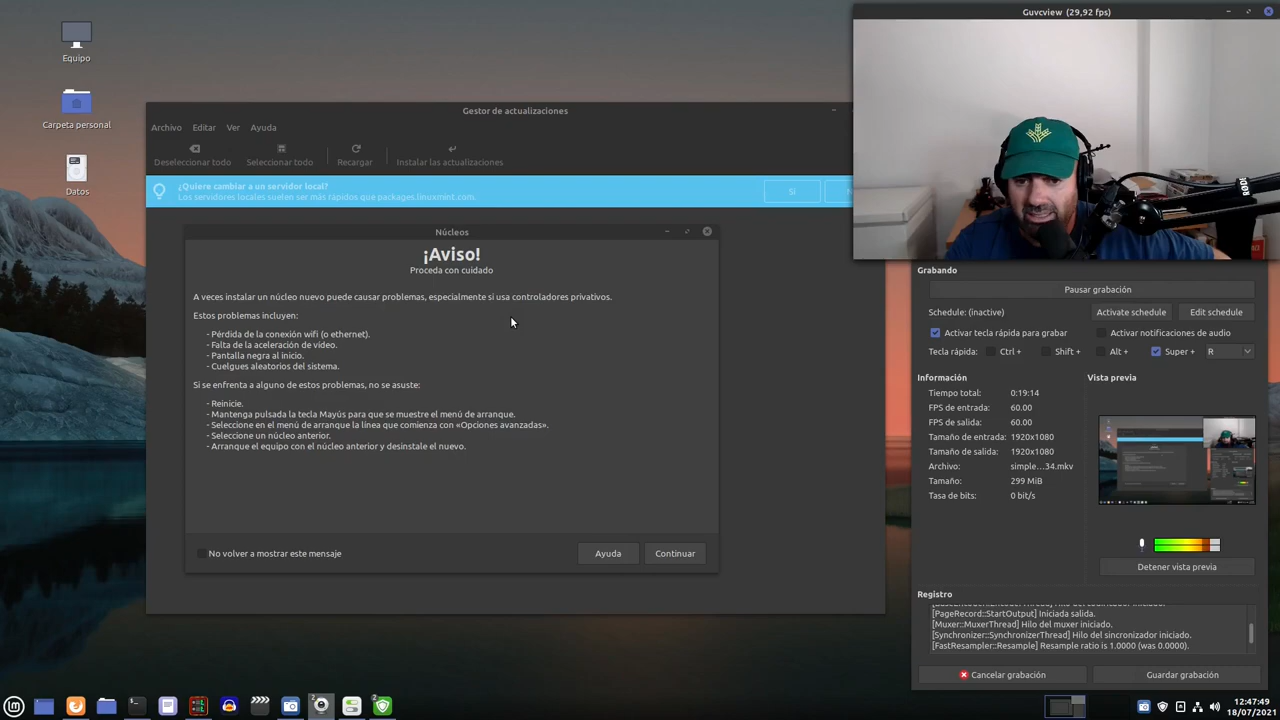 Guvcview (29,92 fps)
Equipo
Carpeta personal
Datos
Gestor de actualizaciones
Archivo Editar Ver Ayuda
Deseleccionar todo Seleccionar todo Recargar Instalar las actualizaciones
¿Quiere cambiar a un servidor local?
Los servidores locales suelen ser más rápidos que packages.linuxmint.com.
Sí
Núcleos
¡Aviso!
Proceda con cuidado
A veces instalar un núcleo nuevo puede causar problemas, especialmente si usa controladores privativos.
Estos problemas incluyen:
- Pérdida de la conexión wifi (o ethernet).
- Falta de la aceleración de vídeo.
- Pantalla negra al inicio.
- Cuelgues aleatorios del sistema.
Si se enfrenta a alguno de estos problemas, no se asuste:
- Reinicie.
- Mantenga pulsada la tecla Mayús para que se muestre el menú de arranque.
- Seleccione en el menú de arranque la línea que comienza con «Opciones avanzadas».
- Seleccione un núcleo anterior.
- Arranque el equipo con el núcleo anterior y desinstale el nuevo.
No volver a mostrar este mensaje
Ayuda Continuar
Grabando
Pausar grabación
Schedule: (inactive) Activate schedule Edit schedule
Activar tecla rápida para grabar Activar notificaciones de audio
Tecla rápida: Ctrl + Shift + Alt + Super + R
Información Vista previa
Tiempo total: 0:19:14
FPS de entrada: 60.00
FPS de salida: 60.00
Tamaño de entrada: 1920x1080
Tamaño de salida: 1920x1080
Archivo: simple...34.mkv
Tamaño: 299 MiB
Tasa de bits: 0 bit/s
Detener vista previa
Registro
[PageRecord::StartOutput] Iniciada salida.
[Muxer::MuxerThread] Hilo del muxer iniciado.
[Synchronizer::SynchronizerThread] Hilo del sincronizador iniciado.
[FastResampler::Resample] Resample ratio is 1.0000 (was 0.0000).
Cancelar grabación Guardar grabación
2 2
12:47:49
18/07/2021